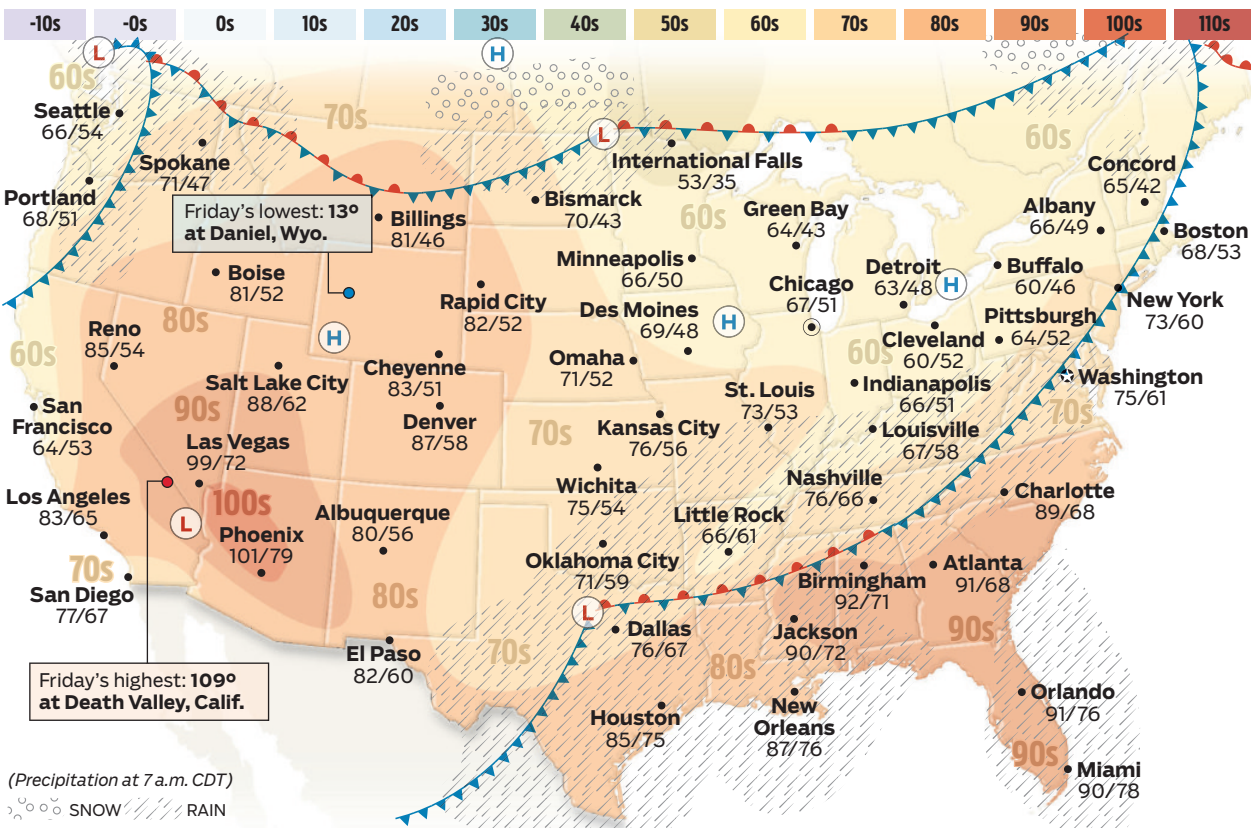 -10s -0s 0s 10s 20s 30s 40s 50s 60s 70s 80s 90s 100s 110s
L
H
60s
70s
60s
Seattle
66/54
Spokane
71/47
L
International Falls
53/35
Concord
65/42
Portland
68/51
Friday's lowest: 13º
at Daniel, Wyo.
Billings
81/46
Bismarck
70/43
60s
Green Bay
64/43
Albany
66/49
Boston
68/53
Boise
81/52
Rapid City
82/52
Minneapolis
66/50
Chicago
67/51
Detroit
63/48
H
Buffalo
60/46
New York
73/60
80s
Reno
85/54
60s
H
Des Moines
69/48
H
Cleveland
60/52
Pittsburgh
64/52
60s
Salt Lake City
88/62
Cheyenne
83/51
Omaha
71/52
St. Louis
73/53
Indianapolis
66/51
Washington
75/61
70s
San
Francisco
64/53
90s
Las Vegas
99/72
Denver
87/58
70s
Kansas City
76/56
Louisville
67/58
Los Angeles
83/65
100s
L
Phoenix
101/79
Albuquerque
80/56
Wichita
75/54
Little Rock
66/61
Nashville
76/66
Charlotte
89/68
70s
San Diego
77/67
80s
Oklahoma City
71/59
L
Birmingham
92/71
Atlanta
91/68
90s
El Paso
82/60
70s
Dallas
76/67
80s
Jackson
90/72
Friday's highest: 109º
at Death Valley, Calif.
Houston
85/75
New
Orleans
87/76
Orlando
91/76
90s
Miami
90/78
(Precipitation at 7 a.m. CDT)
SNOW RAIN